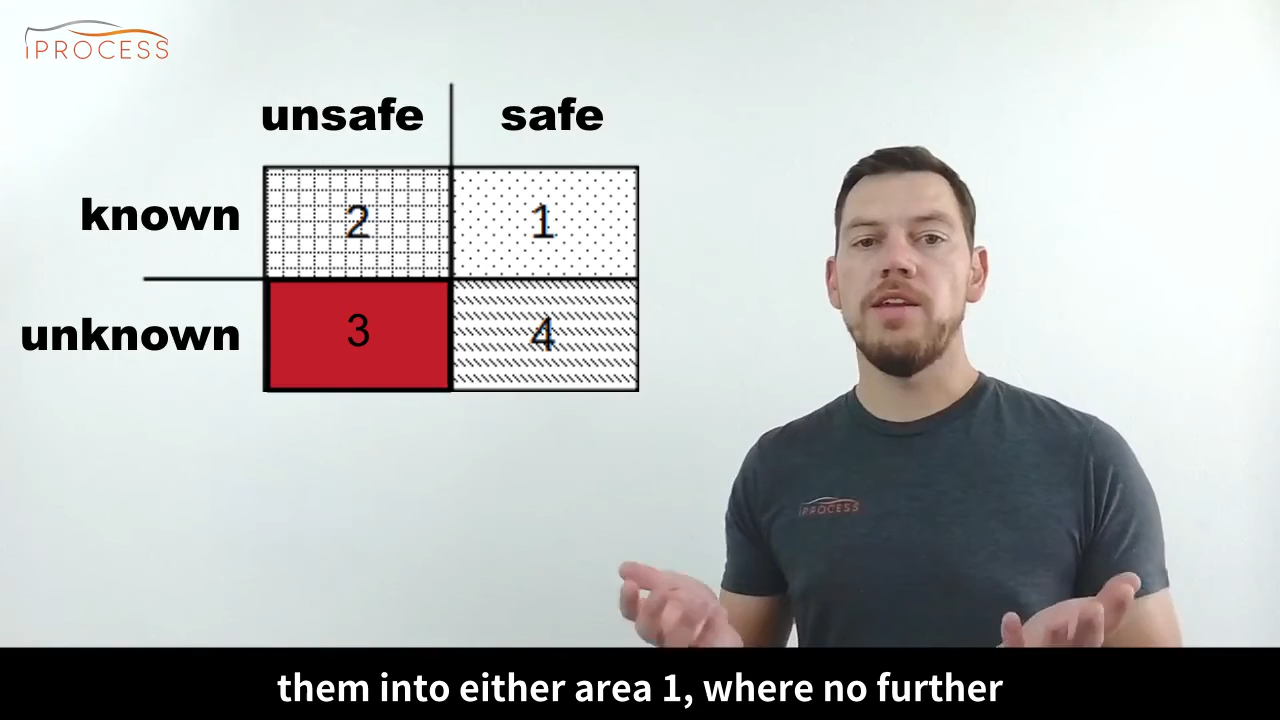 iPROCESS
unsafe safe
known 2 1
unknown 3 4
iPROCESS
them into either area 1, where no further